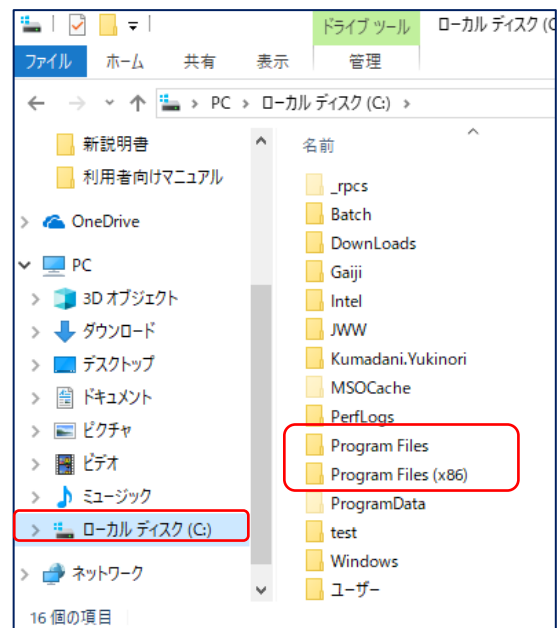 ドライブ ツール ローカル ディスク (C
ファイル ホーム 共有 表示 管理
PC ローカル ディスク (C:)
新説明書
利用者向けマニュアル
OneDrive
PC
3D オブジェクト
ダウンロード
デスクトップ
ドキュメント
ピクチャ
ビデオ
ミュージック
ローカル ディスク (C:)
ネットワーク
名前
_rpcs
Batch
DownLoads
Gaiji
Intel
JWW
Kumadani.Yukinori
MSOCache
PerfLogs
Program Files
Program Files (x86)
ProgramData
test
Windows
ユーザー
16 個の項目